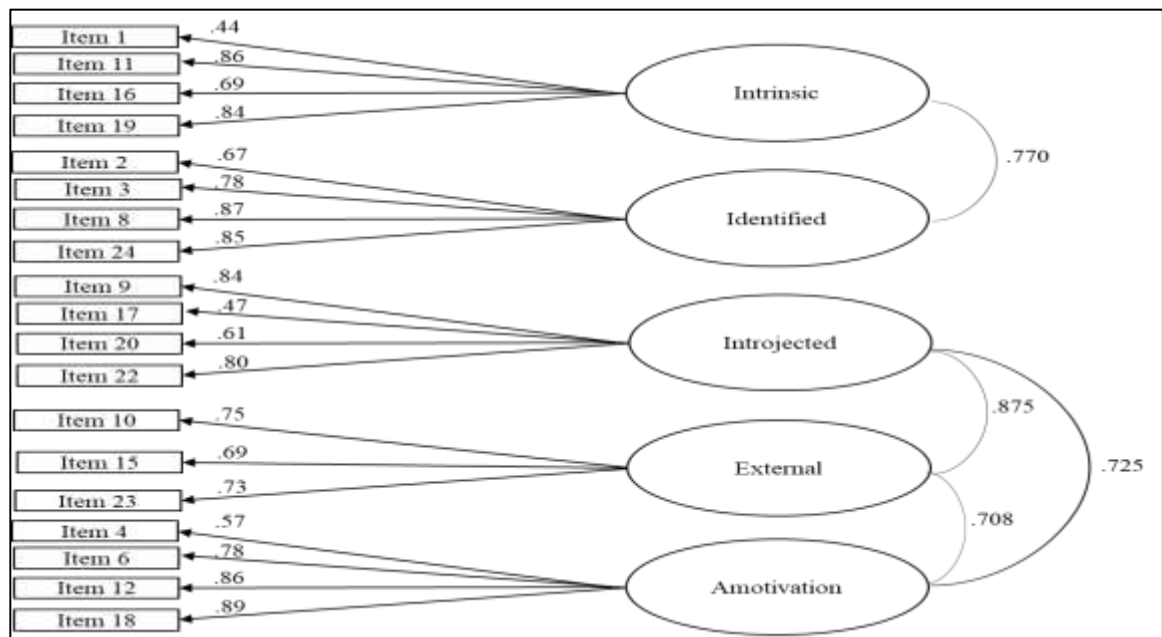 Item 1 .44
Item 11 .86
Item 16 .69 Intrinsic
Item 19 .84
.770
Item 2 .67
Item 3 .78
Item 8 .87 Identified
Item 24 .85
Item 9 .84
Item 17 .47
Item 20 .61 Introjected
Item 22 .80
.875
Item 10 .75
Item 15 .69 External .725
Item 23 .73
.708
Item 4 .57
Item 6 .78
Item 12 .86 Amotivation
Item 18 .89